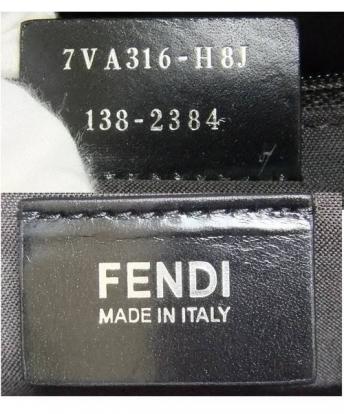 7VA316-H8J
138-2384
FENDI
MADE IN ITALY